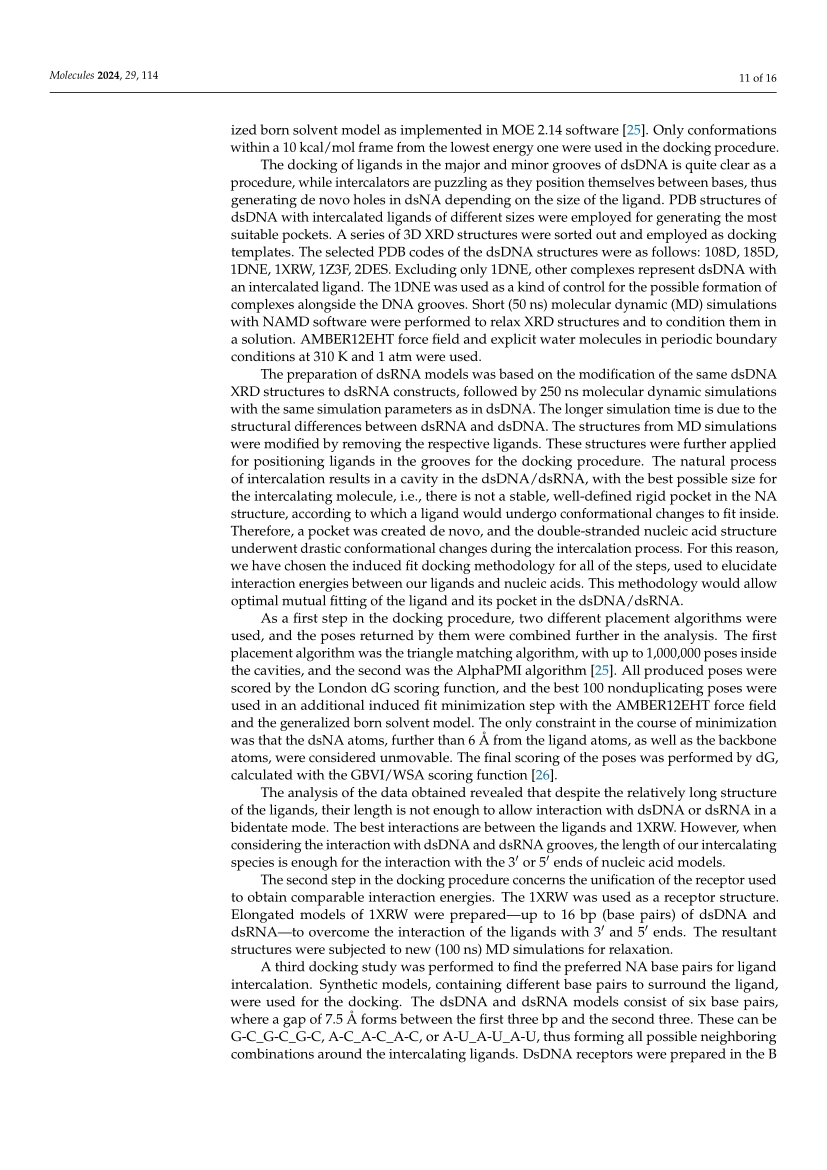 Molecules 2024, 29, 114
11 of 16
ized born solvent model as implemented in MOE 2.14 software [25]. Only conformations
within a 10 kcal/mol frame from the lowest energy one were used in the docking procedure.
The docking of ligands in the major and minor grooves of dsDNA is quite clear as a
procedure, while intercalators are puzzling as they position themselves between bases, thus
generating de novo holes in dsNA depending on the size of the ligand. PDB structures of
dsDNA with intercalated ligands of different sizes were employed for generating the most
suitable pockets. A series of 3D XRD structures were sorted out and employed as docking
templates. The selected PDB codes of the dsDNA structures were as follows: 108D, 185D,
1DNE, 1XRW, 1Z3F, 2DES. Excluding only 1DNE, other complexes represent dsDNA with
an intercalated ligand. The 1DNE was used as a kind of control for the possible formation of
complexes alongside the DNA grooves. Short (50 ns) molecular dynamic (MD) simulations
with NAMD software were performed to relax XRD structures and to condition them in
a solution. AMBER12EHT force field and explicit water molecules in periodic boundary
conditions at 310 K and 1 atm were used.
The preparation of dsRNA models was based on the modification of the same dsDNA
XRD structures to dsRNA constructs, followed by 250 ns molecular dynamic simulations
with the same simulation parameters as in dsDNA. The longer simulation time is due to the
structural differences between dsRNA and dsDNA. The structures from MD simulations
were modified by removing the respective ligands. These structures were further applied
for positioning ligands in the grooves for the docking procedure. The natural process
of intercalation results in a cavity in the dsDNA/dsRNA, with the best possible size for
the intercalating molecule, i.e., there is not a stable, well-defined rigid pocket in the NA
structure, according to which a ligand would undergo conformational changes to fit inside.
Therefore, a pocket was created de novo, and the double-stranded nucleic acid structure
underwent drastic conformational changes during the intercalation process. For this reason,
we have chosen the induced fit docking methodology for all of the steps, used to elucidate
interaction energies between our ligands and nucleic acids. This methodology would allow
optimal mutual fitting of the ligand and its pocket in the dsDNA/dsRNA.
As a first step in the docking procedure, two different placement algorithms were
used, and the poses returned by them were combined further in the analysis. The first
placement algorithm was the triangle matching algorithm, with up to 1,000,000 poses inside
the cavities, and the second was the AlphaPMI algorithm [25]. All produced poses were
scored by the London dG scoring function, and the best 100 nonduplicating poses were
used in an additional induced fit minimization step with the AMBER12EHT force field
and the generalized born solvent model. The only constraint in the course of minimization
was that the dsNA atoms, further than 6 Å from the ligand atoms, as well as the backbone
atoms, were considered unmovable. The final scoring of the poses was performed by dG,
calculated with the GBVI/WSA scoring function [26].
The analysis of the data obtained revealed that despite the relatively long structure
of the ligands, their length is not enough to allow interaction with dsDNA or dsRNA in a
bidentate mode. The best interactions are between the ligands and 1XRW. However, when
considering the interaction with dsDNA and dsRNA grooves, the length of our intercalating
species is enough for the interaction with the 3′ or 5′ ends of nucleic acid models.
The second step in the docking procedure concerns the unification of the receptor used
to obtain comparable interaction energies. The 1XRW was used as a receptor structure.
Elongated models of 1XRW were prepared—up to 16 bp (base pairs) of dsDNA and
dsRNA—to overcome the interaction of the ligands with 3′ and 5′ ends. The resultant
structures were subjected to new (100 ns) MD simulations for relaxation.
A third docking study was performed to find the preferred NA base pairs for ligand
intercalation. Synthetic models, containing different base pairs to surround the ligand,
were used for the docking. The dsDNA and dsRNA models consist of six base pairs,
where a gap of 7.5 Å forms between the first three bp and the second three. These can be
G-C_G-C_G-C, A-C_A-C_A-C, or A-U_A-U_A-U, thus forming all possible neighboring
combinations around the intercalating ligands. DsDNA receptors were prepared in the B